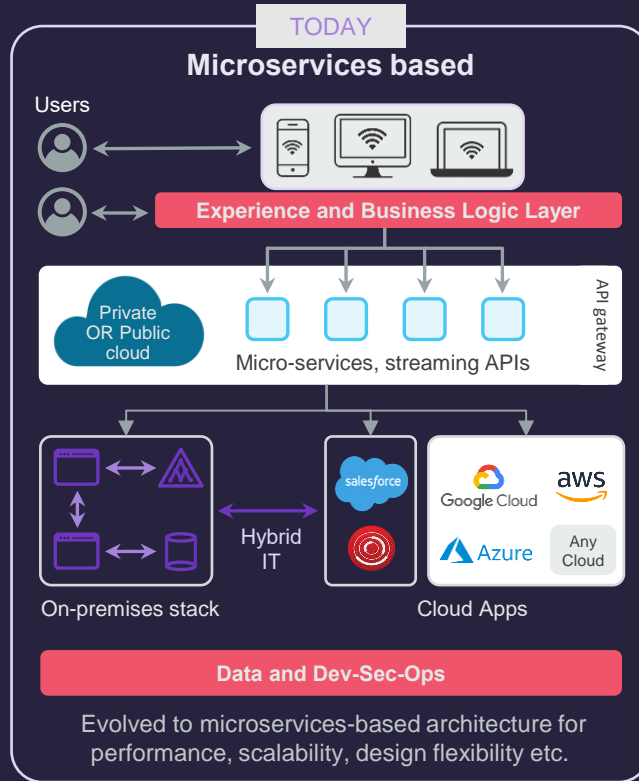 TODAY
Microservices based
Users
Experience and Business Logic Layer
Private
OR Public
cloud
Micro-services, streaming APIs
API gateway
salesforce
Hybrid
IT
Google Cloud
aws
Azure
Any
Cloud
On-premises stack
Cloud Apps
Data and Dev-Sec-Ops
Evolved to microservices-based architecture for
performance, scalability, design flexibility etc.